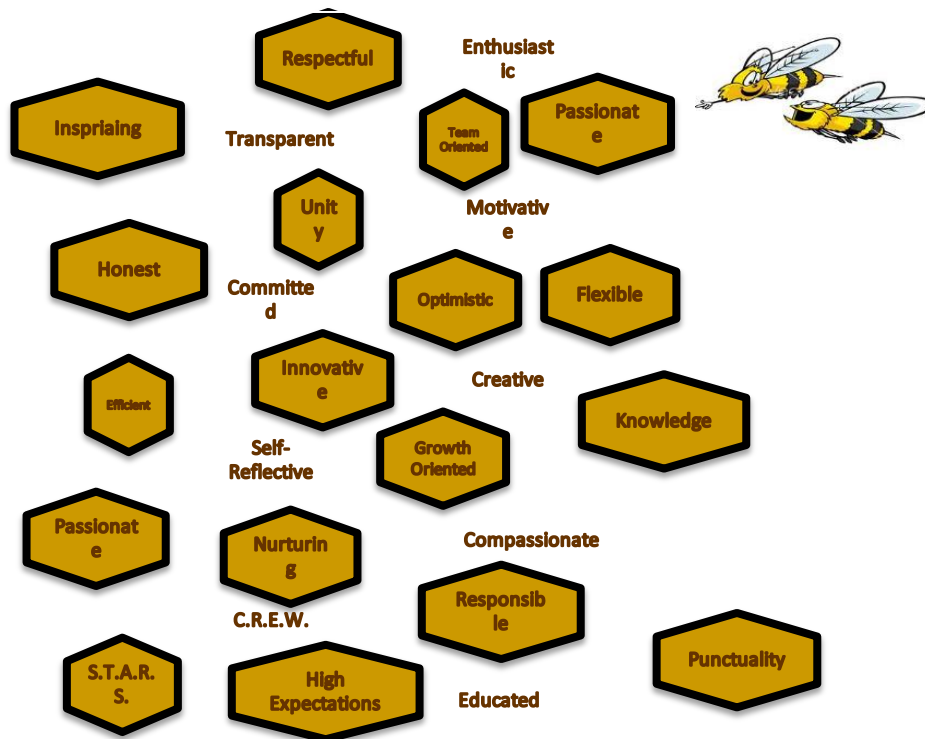 Respectful
Enthusiast
ic
Inspriaing
Transparent
Team
Oriented
Passionat
e
Unit
y
Motivativ
e
Honest
Committe
d
Optimistic
Flexible
Innovativ
e
Creative
Efficient
Knowledge
Self-
Reflective
Growth
Oriented
Passionat
e
Nurturin
g
Compassionate
C.R.E.W.
Responsib
le
S.T.A.R.
S.
High
Expectations
Educated
Punctuality